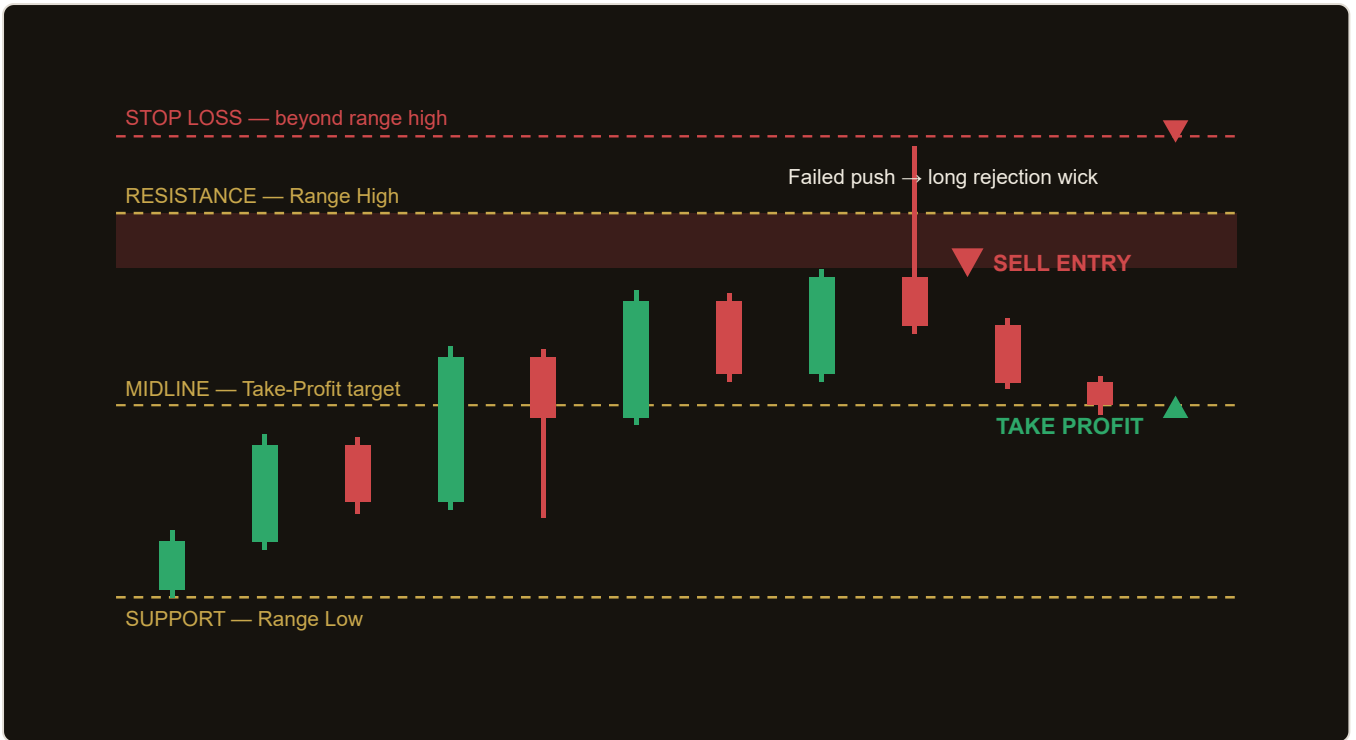 STOP LOSS — beyond range high
Failed push → long rejection wick
RESISTANCE — Range High
SELL ENTRY
MIDLINE — Take-Profit target
TAKE PROFIT
SUPPORT — Range Low